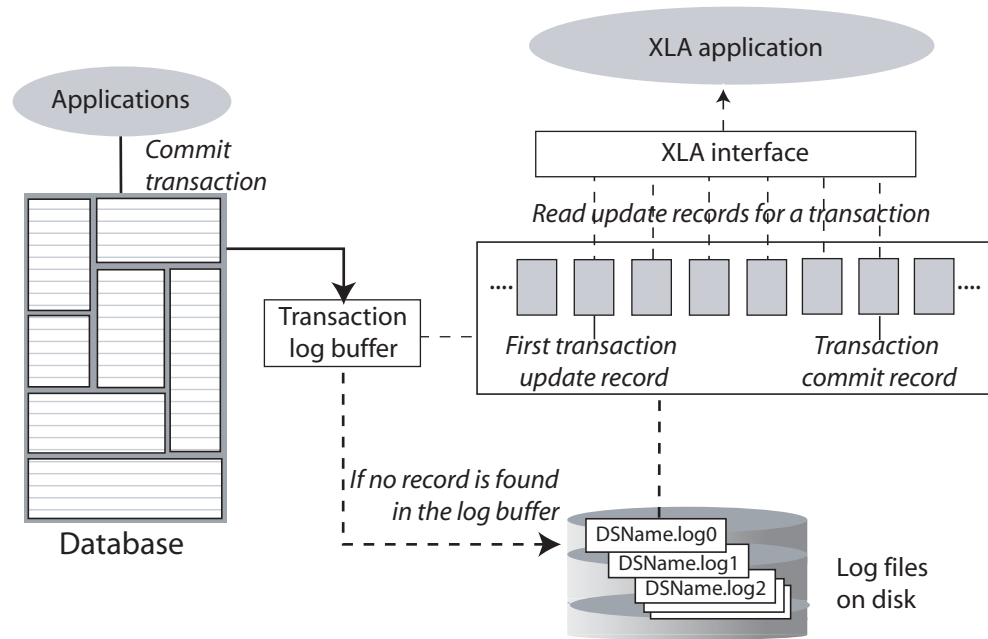 XLA application
Applications
Commit
transaction
XLA interface
Read update records for a transaction
....
....
Transaction
log buffer
First transaction
update record
Transaction
commit record
If no record is found
in the log buffer
Database
DSName.log0
DSName.log1
DSName.log2
Log files
on disk